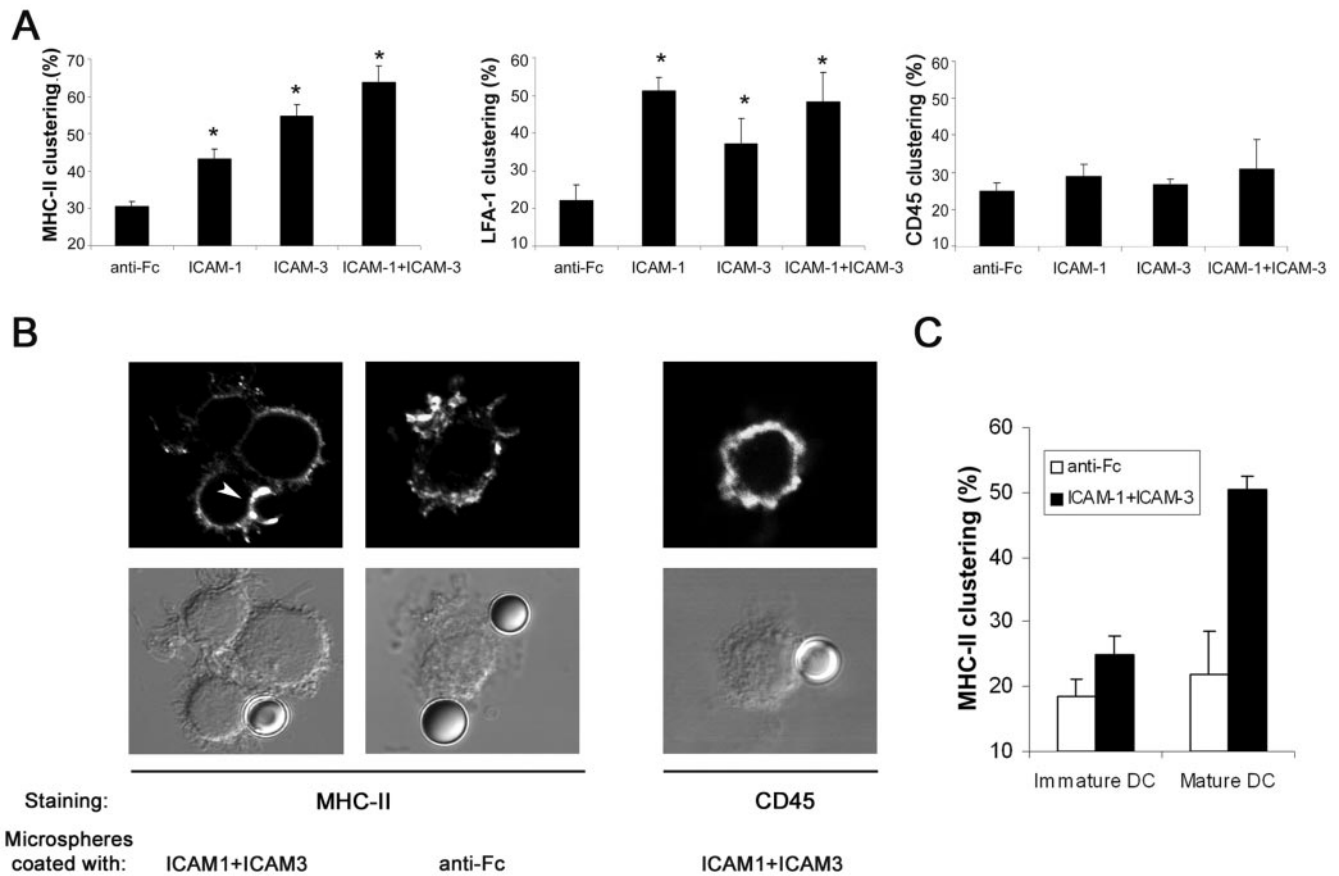 A
MHC-II clustering (%)
70
60
50
40
30
20
*
*
*
anti-Fc
ICAM-1
ICAM-3
ICAM-1+ICAM-3
LFA-1 clustering (%)
60
50
40
30
20
10
*
*
*
anti-Fc
ICAM-1
ICAM-3
ICAM-1+ICAM-3
CD45 clustering (%)
60
50
40
30
20
10
anti-Fc
ICAM-1
ICAM-3
ICAM-1+ICAM-3
B
Staining:
MHC-II
CD45
Microspheres
coated with:
ICAM1+ICAM3
anti-Fc
ICAM1+ICAM3
C
MHC-II clustering (%)
60
50
40
30
20
10
anti-Fc
ICAM-1+ICAM-3
Immature DC
Mature DC